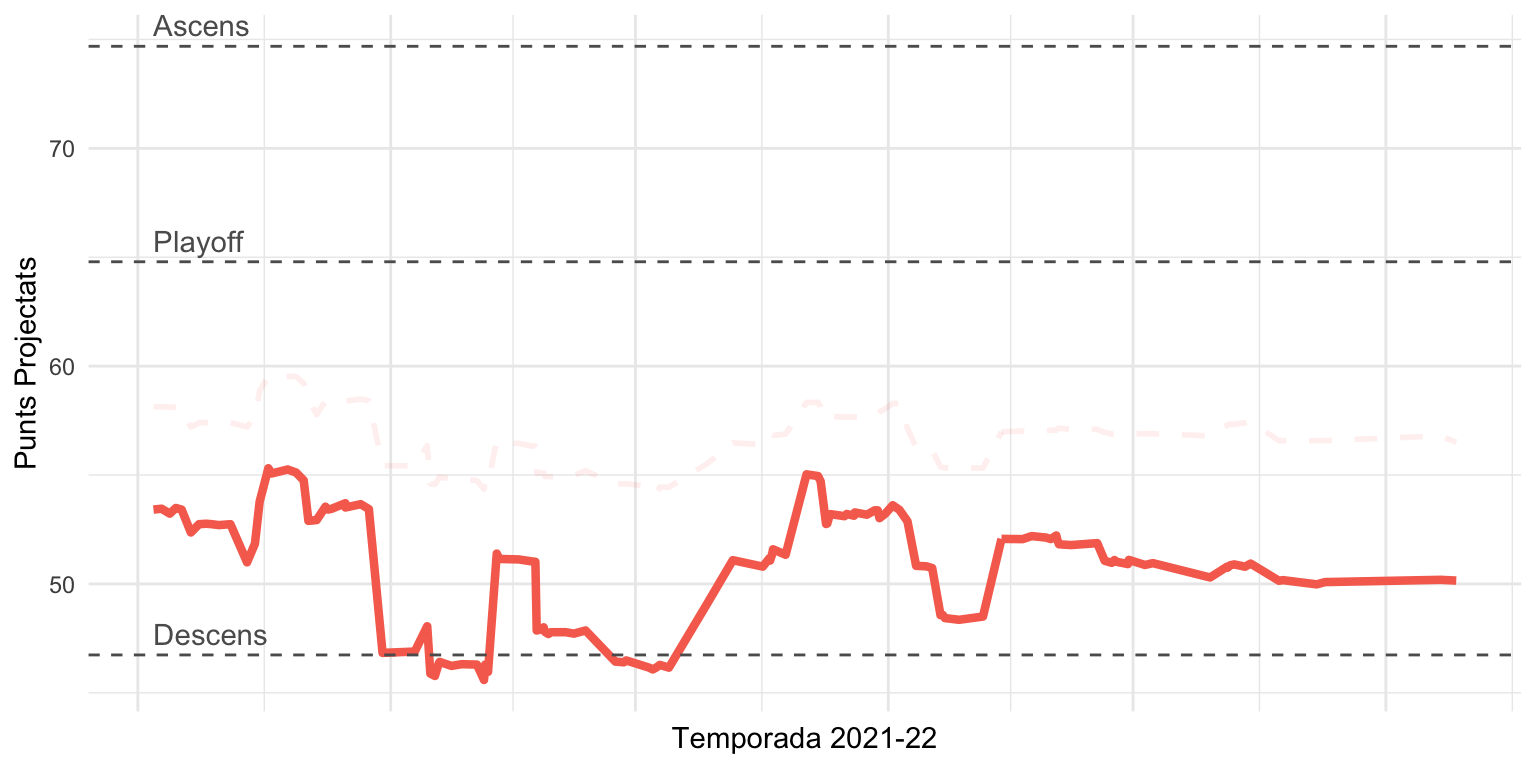 Ascens
70
Playoff
Punts Projectats
60
50
Descens
Temporada 2021-22